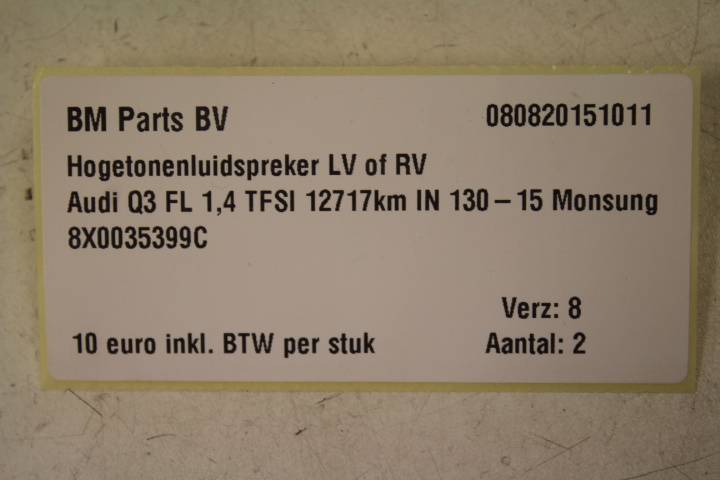 BM Parts BV 080820151011
Hogetonenluidspreker LV of RV
Audi Q3 FL 1,4 TFSI 12717km IN 130 – 15 Monsung
8X0035399C
Verz: 8
10 euro inkl. BTW per stuk Aantal: 2